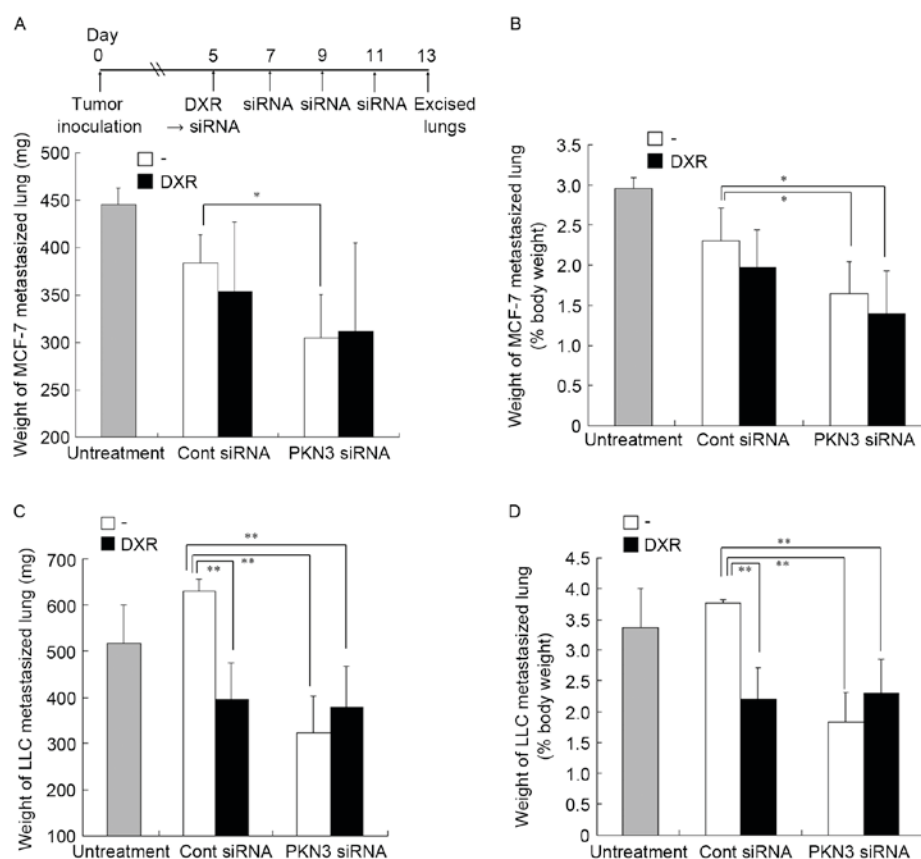 A
Day
0 5 7 9 11 13
Tumor inoculation
DXR → siRNA
siRNA
siRNA
siRNA
Excised lungs
-
DXR
Weight of MCF-7 metastasized lung (mg)
450
400
350
300
250
200
*
Untreatment Cont siRNA PKN3 siRNA
B
-
DXR
Weight of MCF-7 metastasized lung
(% body weight)
3.5
3.0
2.5
2.0
1.5
1.0
0.5
0
*
*
Untreatment Cont siRNA PKN3 siRNA
C
-
DXR
Weight of LLC metastasized lung (mg)
700
600
500
400
300
200
100
**
**
**
Untreatment Cont siRNA PKN3 siRNA
D
-
DXR
Weight of LLC metastasized lung
(% body weight)
4.5
4.0
3.5
3.0
2.5
2.0
1.5
1.0
0.5
0
**
**
**
Untreatment Cont siRNA PKN3 siRNA